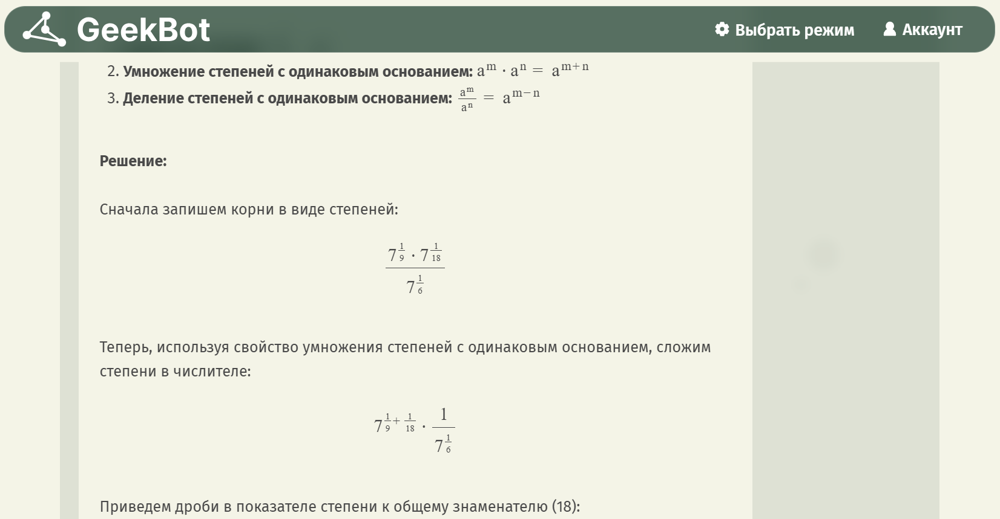 GeekBot
Выбрать режим
Аккаунт
2. Умножение степеней с одинаковым основанием: a^m · a^n = a^{m+n}
3. Деление степеней с одинаковым основанием: \frac{a^m}{a^n} = a^{m−n}
Решение:
Сначала запишем корни в виде степеней:
\frac{7^{\frac{1}{9}} · 7^{\frac{1}{18}}}{7^{\frac{1}{6}}}
Теперь, используя свойство умножения степеней с одинаковым основанием, сложим
степени в числителе:
7^{\frac{1}{9}+\frac{1}{18}} · \frac{1}{7^{\frac{1}{6}}}
Приведем дроби в показателе степени к общему знаменателю (18):